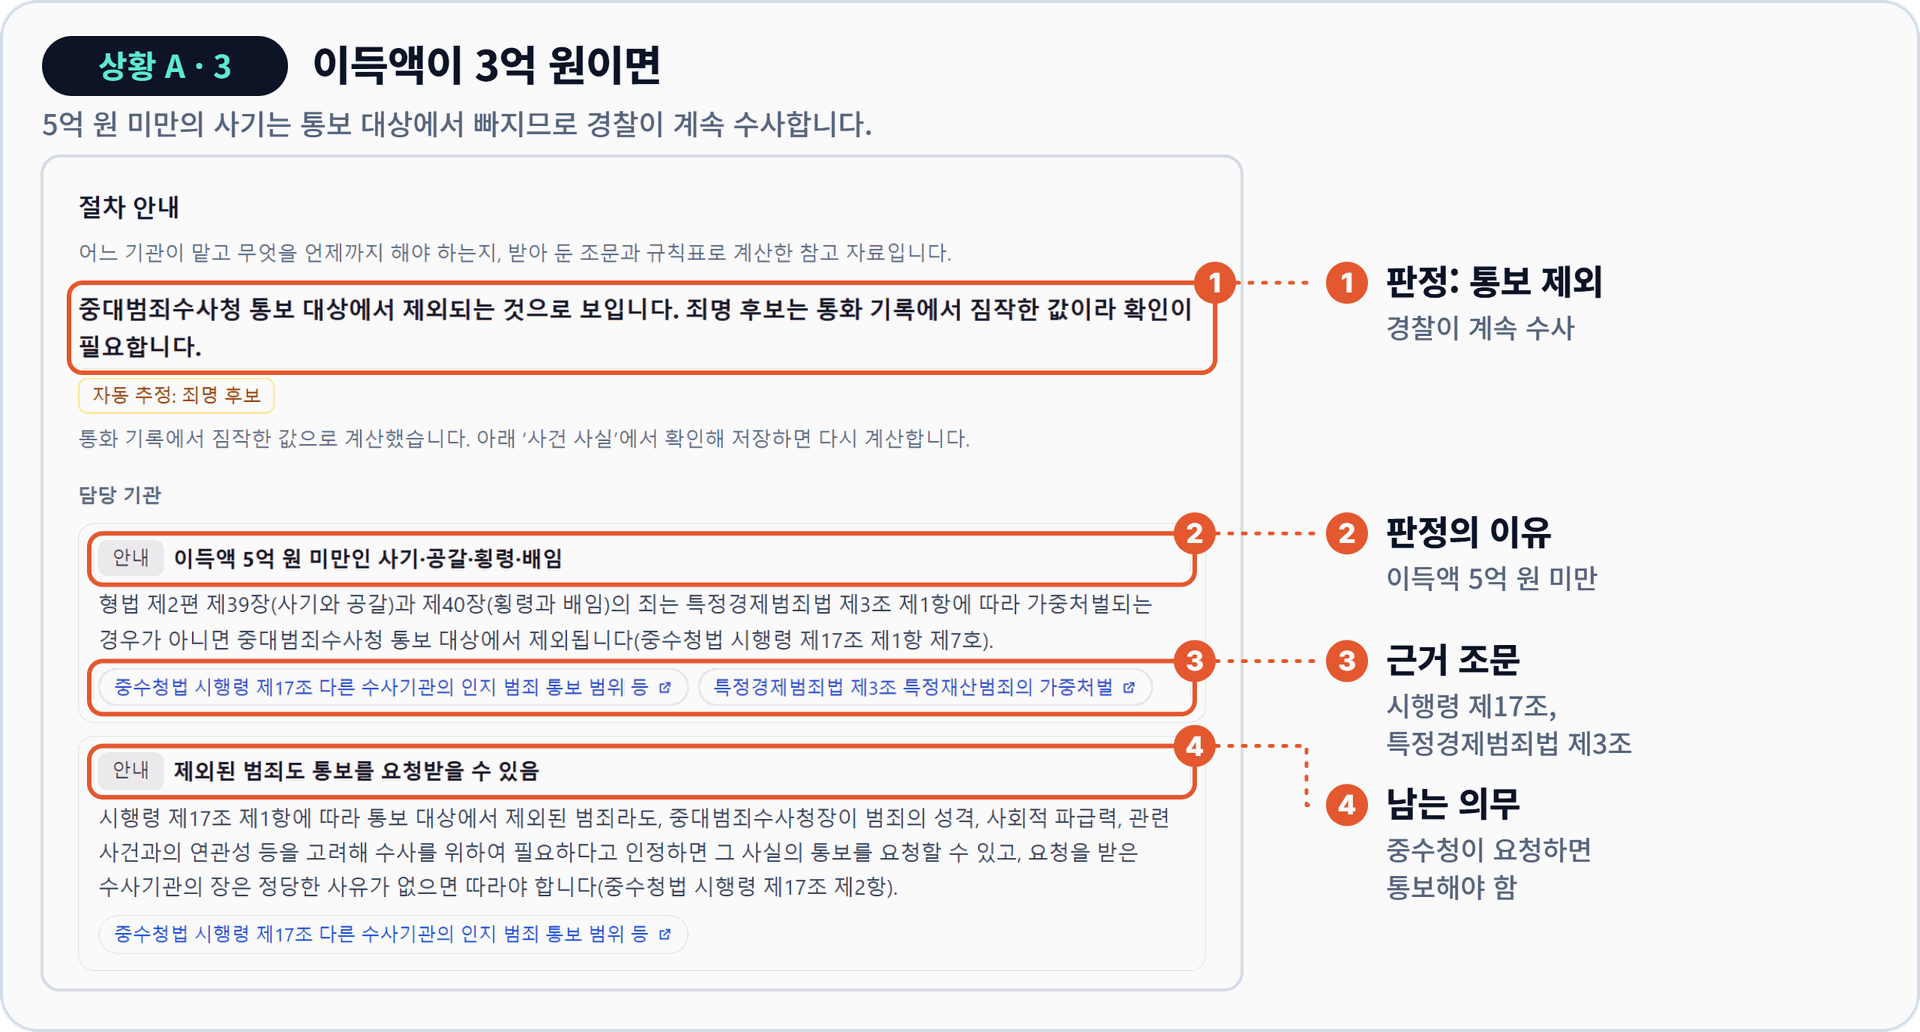 상황 A · 3
이득액이 3억 원이면
5억 원 미만의 사기는 통보 대상에서 빠지므로 경찰이 계속 수사합니다.
절차 안내
어느 기관이 맡고 무엇을 언제까지 해야 하는지, 받아 둔 조문과 규칙표로 계산한 참고 자료입니다.
중대범죄수사청 통보 대상에서 제외되는 것으로 보입니다. 죄명 후보는 통화 기록에서 짐작한 값이라 확인이
필요합니다.
1
자동 추정: 죄명 후보
통화 기록에서 짐작한 값으로 계산했습니다. 아래 ‘사건 사실’에서 확인해 저장하면 다시 계산합니다.
담당 기관
안내 이득액 5억 원 미만인 사기·공갈·횡령·배임
2
형법 제2편 제39장(사기와 공갈)과 제40장(횡령과 배임)의 죄는 특정경제범죄법 제3조 제1항에 따라 가중처벌되는
경우가 아니면 중대범죄수사청 통보 대상에서 제외됩니다(중수청법 시행령 제17조 제1항 제7호).
중수청법 시행령 제17조 다른 수사기관의 인지 범죄 통보 범위 등
특정경제범죄법 제3조 특정재산범죄의 가중처벌
3
안내 제외된 범죄도 통보를 요청받을 수 있음
4
시행령 제17조 제1항에 따라 통보 대상에서 제외된 범죄라도, 중대범죄수사청장이 범죄의 성격, 사회적 파급력, 관련
사건과의 연관성 등을 고려해 수사를 위하여 필요하다고 인정하면 그 사실의 통보를 요청할 수 있고, 요청을 받은
수사기관의 장은 정당한 사유가 없으면 따라야 합니다(중수청법 시행령 제17조 제2항).
중수청법 시행령 제17조 다른 수사기관의 인지 범죄 통보 범위 등
1 판정: 통보 제외
경찰이 계속 수사
2 판정의 이유
이득액 5억 원 미만
3 근거 조문
시행령 제17조,
특정경제범죄법 제3조
4 남는 의무
중수청이 요청하면
통보해야 함